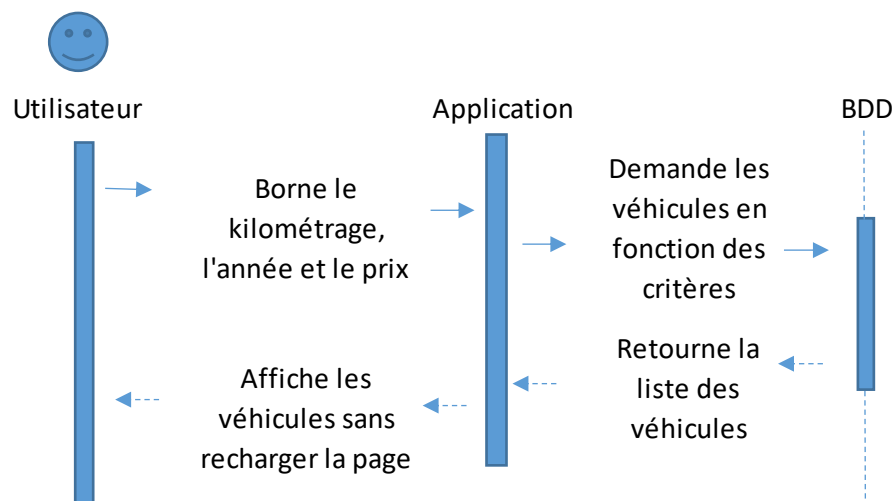 Utilisateur
Application
BDD
Borne le
kilométrage,
l'année et le prix
Demande les
véhicules en
fonction des
critères
Retourne la
liste des
véhicules
Affiche les
véhicules sans
recharger la page